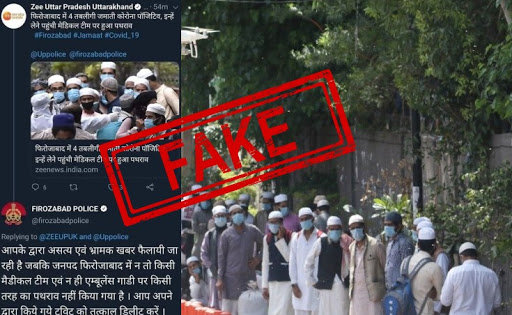 Zee Uttar Pradesh Uttarakhand · 54m
फिरोजाबाद में 4 तबलीगी जमाती कोरोना पॉजिटिव, इन्हें
लेने पहुंची मेडिकल टीम पर हुआ पथराव
#Firozabad #Jamaat #Covid_19
@Uppolice @firozabadpolice
फिरोजाबाद में 4 तबलीगी जमाती कोरोना पॉजिटिव,
इन्हें लेने पहुंची मेडिकल टीम पर हुआ पथराव
zeenews.india.com
FAKE
FIROZABAD POLICE
@firozabadpolice
Replying to @ZEEUPUK and @Uppolice
आपके द्वारा असत्य एवं भ्रामक खबर फैलायी जा
रही है जबकि जनपद फिरोजाबाद में न तो किसी
मैडीकल टीम एवं न ही एम्बूलेंस गाडी पर किसी
तरह का पथराव नहीं किया गया है । आप अपने
द्वारा किये गये ट्वीट को तत्काल डिलीट करें ।